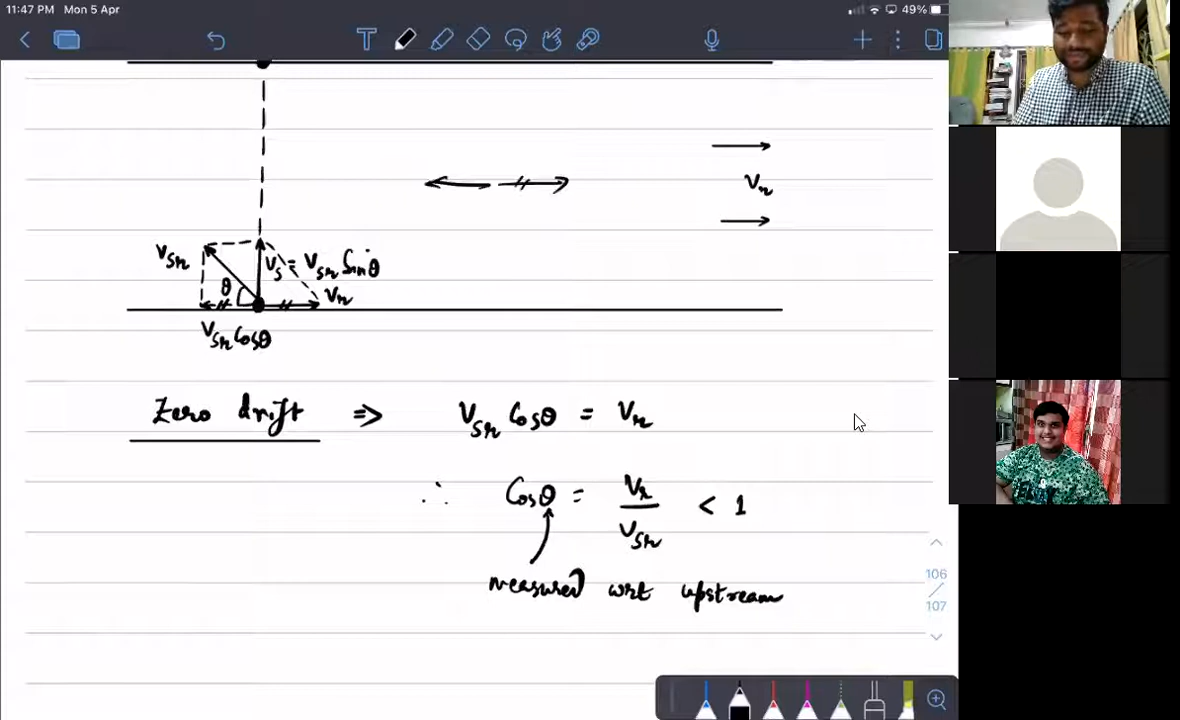 11:47 PM Mon 5 Apr
49%
T
Vr
Vsr
Vs = Vsr Sinθ
θ
Vr
Vsr Cosθ
Zero drift => Vsr Cosθ = Vr
∴ Cosθ = Vr / Vsr < 1
measured wrt upstream
106
/
107